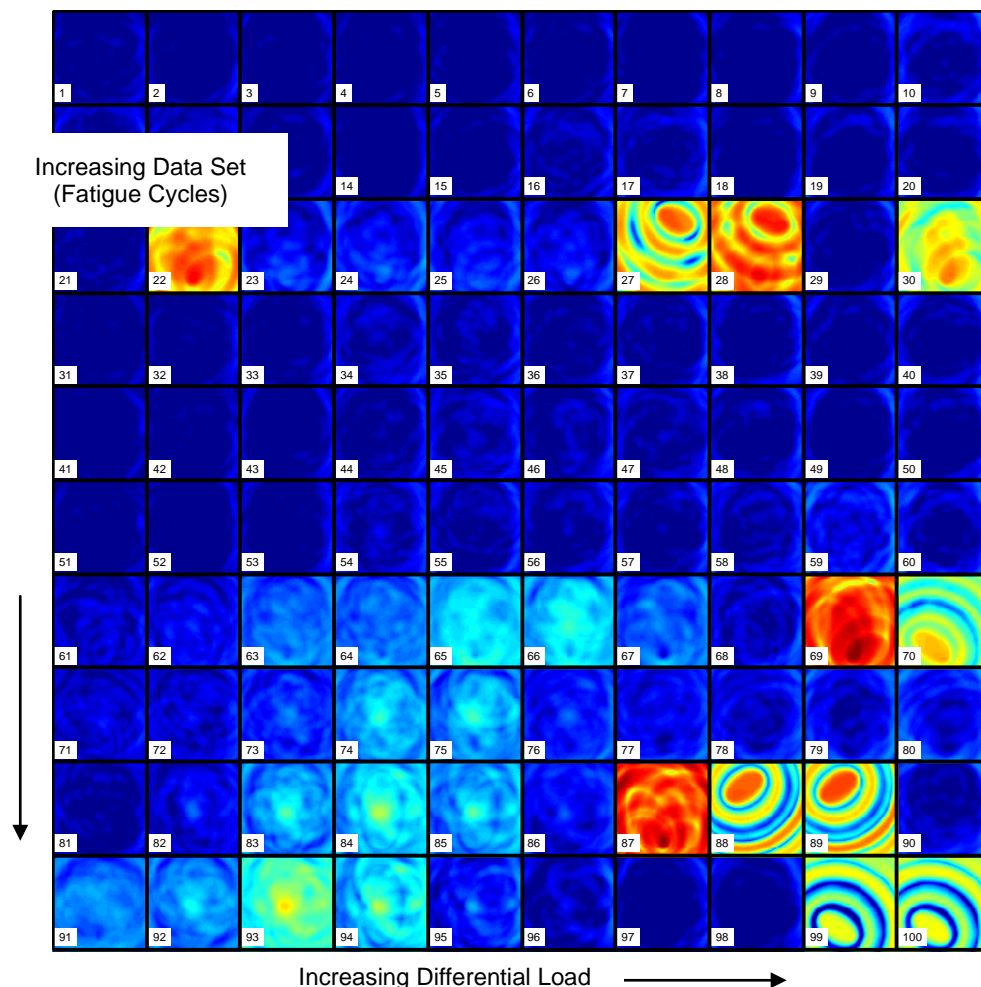 1 2 3 4 5 6 7 8 9 10
Increasing Data Set
(Fatigue Cycles)
14 15 16 17 18 19 20
21 22 23 24 25 26 27 28 29 30
31 32 33 34 35 36 37 38 39 40
41 42 43 44 45 46 47 48 49 50
51 52 53 54 55 56 57 58 59 60
61 62 63 64 65 66 67 68 69 70
71 72 73 74 75 76 77 78 79 80
81 82 83 84 85 86 87 88 89 90
91 92 93 94 95 96 97 98 99 100
Increasing Differential Load